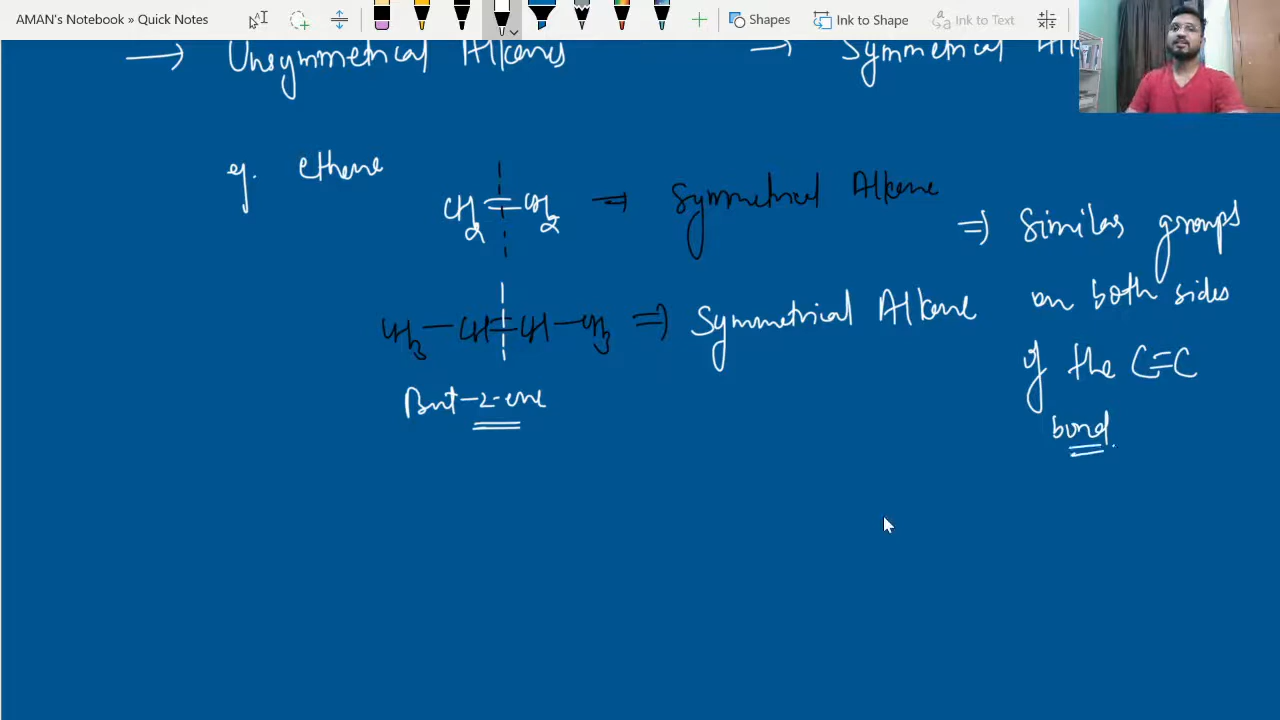 AMAN's Notebook » Quick Notes
Shapes
Ink to Shape
Ink to Text
→ Unsymmetrical Alkenes
→ Symmetrical
eg. ethene
CH2=CH2 ⇒ Symmetrical Alkene
⇒ Similar groups
on both sides
of the C=C
bond.
CH3—CH=CH—CH3 ⇒ Symmetrical Alkene
But-2-ene